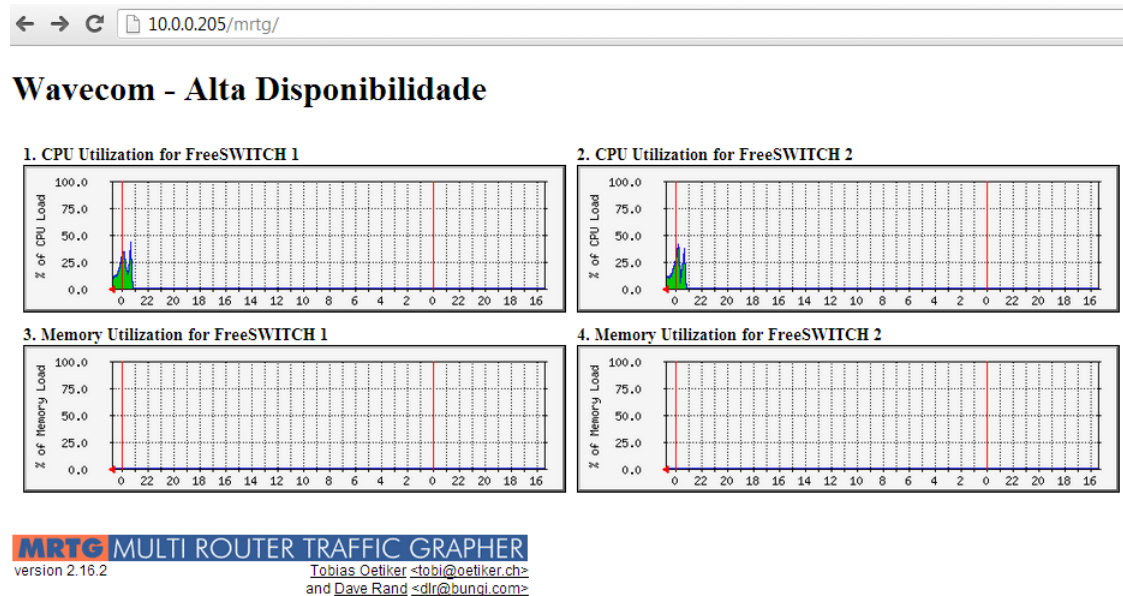 10.0.0.205/mrtg/
Wavecom - Alta Disponibilidade
1. CPU Utilization for FreeSWITCH 1
% of CPU Load
100.0
75.0
50.0
25.0
0.0
0 22 20 18 16 14 12 10 8 6 4 2 0 22 20 18 16
2. CPU Utilization for FreeSWITCH 2
% of CPU Load
100.0
75.0
50.0
25.0
0.0
0 22 20 18 16 14 12 10 8 6 4 2 0 22 20 18 16
3. Memory Utilization for FreeSWITCH 1
% of Memory Load
100.0
75.0
50.0
25.0
0.0
0 22 20 18 16 14 12 10 8 6 4 2 0 22 20 18 16
4. Memory Utilization for FreeSWITCH 2
% of Memory Load
100.0
75.0
50.0
25.0
0.0
0 22 20 18 16 14 12 10 8 6 4 2 0 22 20 18 16
MRTG MULTI ROUTER TRAFFIC GRAPHER
version 2.16.2
Tobias Oetiker <tobi@oetiker.ch>
and Dave Rand <dlr@bungi.com>